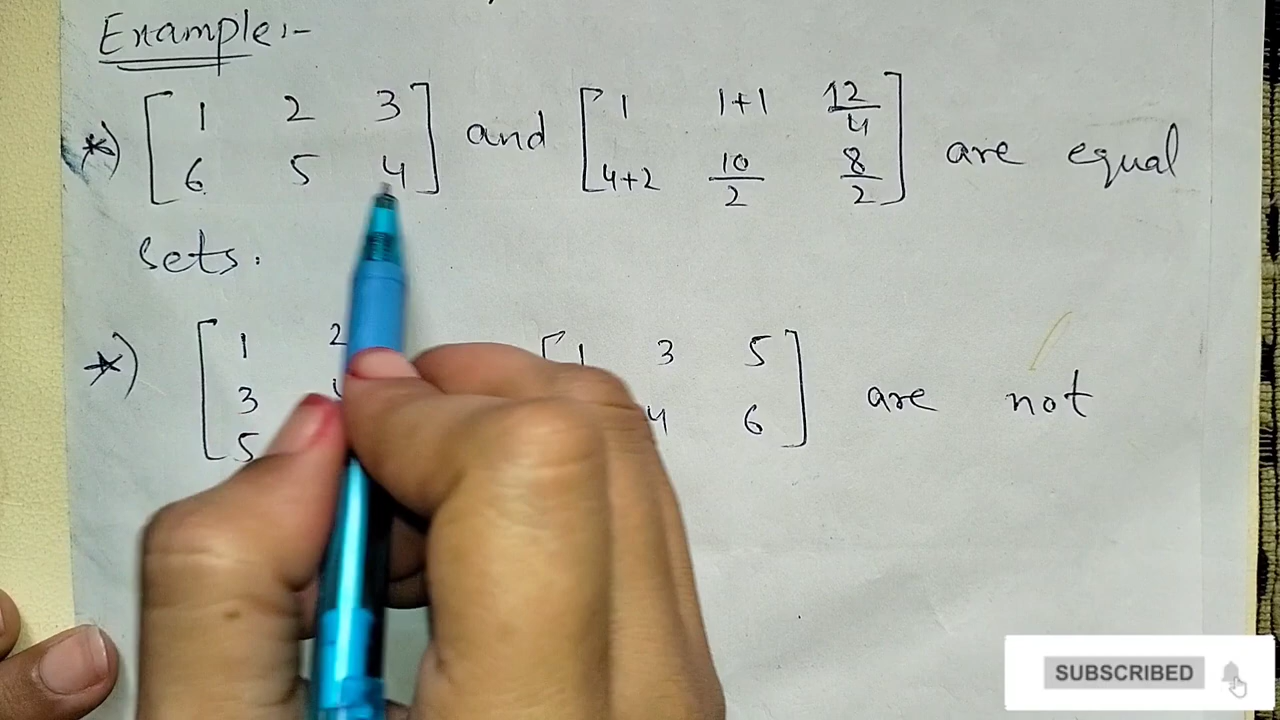 Example:-
*) [ 1 2 3 and [ 1 1+1 12/4
6 5 4 ] 4+2 10/2 8/2 ] are equal
sets.
*) [ 1 2 [ 1 3 5
3 4 6 ] are not
5
SUBSCRIBED